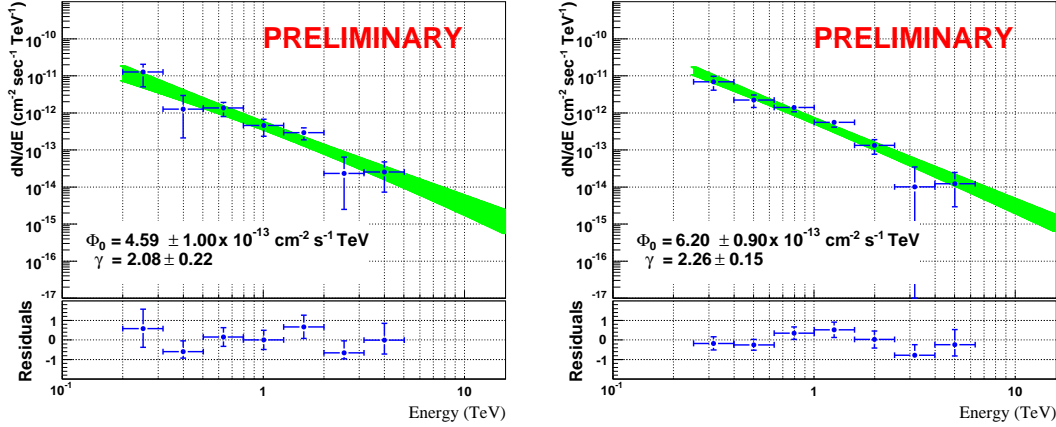 PRELIMINARY
dN/dE (cm⁻² sec⁻¹ TeV⁻¹)
10⁻¹⁰
10⁻¹¹
10⁻¹²
10⁻¹³
10⁻¹⁴
10⁻¹⁵
10⁻¹⁶
10⁻¹⁷
Φ₀ = 4.59 ± 1.00 x 10⁻¹³ cm⁻² s⁻¹ TeV
γ = 2.08 ± 0.22
Residuals
1
0
-1
10⁻¹
1
10
Energy (TeV)
PRELIMINARY
dN/dE (cm⁻² sec⁻¹ TeV⁻¹)
10⁻¹⁰
10⁻¹¹
10⁻¹²
10⁻¹³
10⁻¹⁴
10⁻¹⁵
10⁻¹⁶
10⁻¹⁷
Φ₀ = 6.20 ± 0.90 x 10⁻¹³ cm⁻² s⁻¹ TeV
γ = 2.26 ± 0.15
Residuals
1
0
-1
10⁻¹
1
10
Energy (TeV)